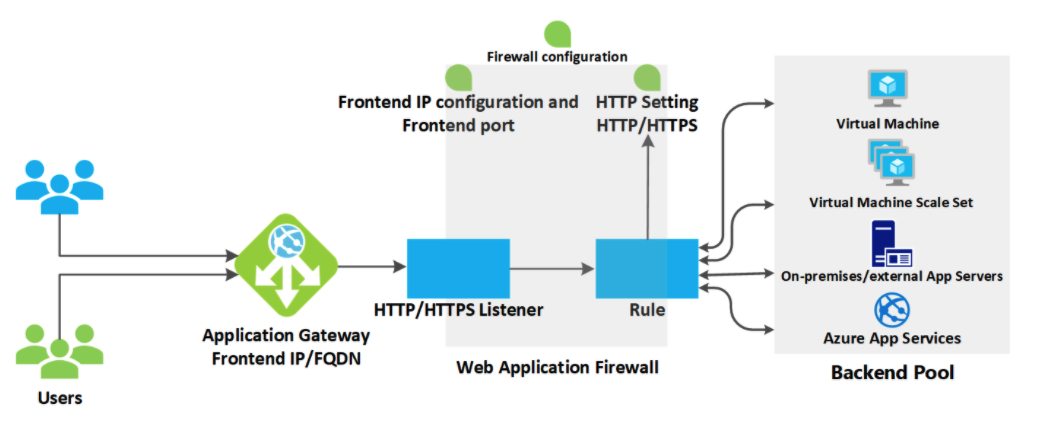 Firewall configuration
Frontend IP configuration and
Frontend port
HTTP Setting
HTTP/HTTPS
Virtual Machine
Virtual Machine Scale Set
On-premises/external App Servers
Azure App Services
Backend Pool
HTTP/HTTPS Listener
Rule
Web Application Firewall
Application Gateway
Frontend IP/FQDN
Users